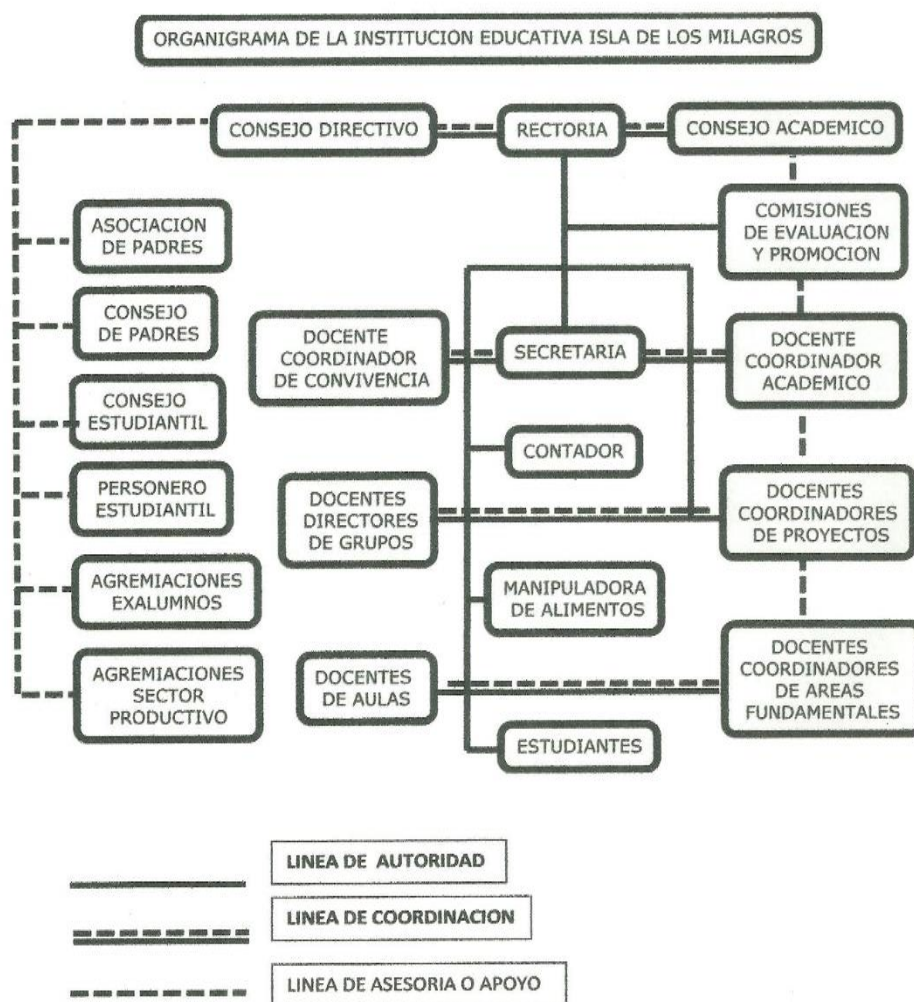 ORGANIGRAMA DE LA INSTITUCION EDUCATIVA ISLA DE LOS MILAGROS
CONSEJO DIRECTIVO
RECTORIA
CONSEJO ACADEMICO
ASOCIACION
DE PADRES
COMISIONES
DE EVALUACION
Y PROMOCION
CONSEJO
DE PADRES
DOCENTE
COORDINADOR
DE CONVIVENCIA
SECRETARIA
DOCENTE
COORDINADOR
ACADEMICO
CONSEJO
ESTUDIANTIL
CONTADOR
PERSONERO
ESTUDIANTIL
DOCENTES
DIRECTORES
DE GRUPOS
DOCENTES
COORDINADORES
DE PROYECTOS
AGREMIACIONES
EXALUMNOS
MANIPULADORA
DE ALIMENTOS
AGREMIACIONES
SECTOR
PRODUCTIVO
DOCENTES
DE AULAS
DOCENTES
COORDINADORES
DE AREAS
FUNDAMENTALES
ESTUDIANTES
LINEA DE AUTORIDAD
LINEA DE COORDINACION
LINEA DE ASESORIA O APOYO